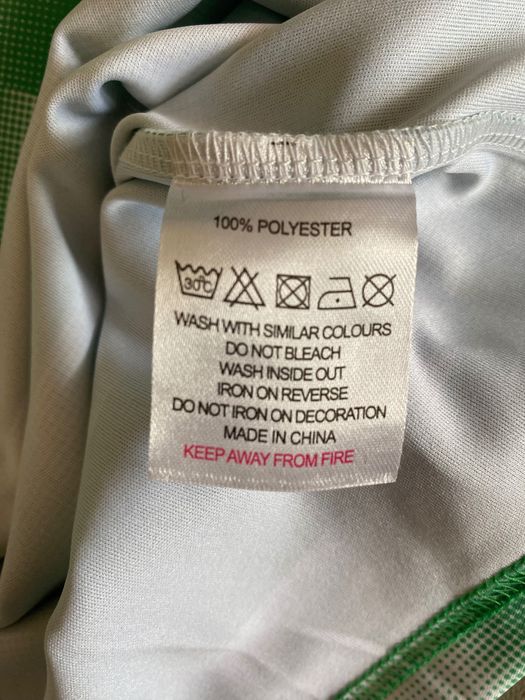 100% POLYESTER
30°C
WASH WITH SIMILAR COLOURS
DO NOT BLEACH
WASH INSIDE OUT
IRON ON REVERSE
DO NOT IRON ON DECORATION
MADE IN CHINA
KEEP AWAY FROM FIRE